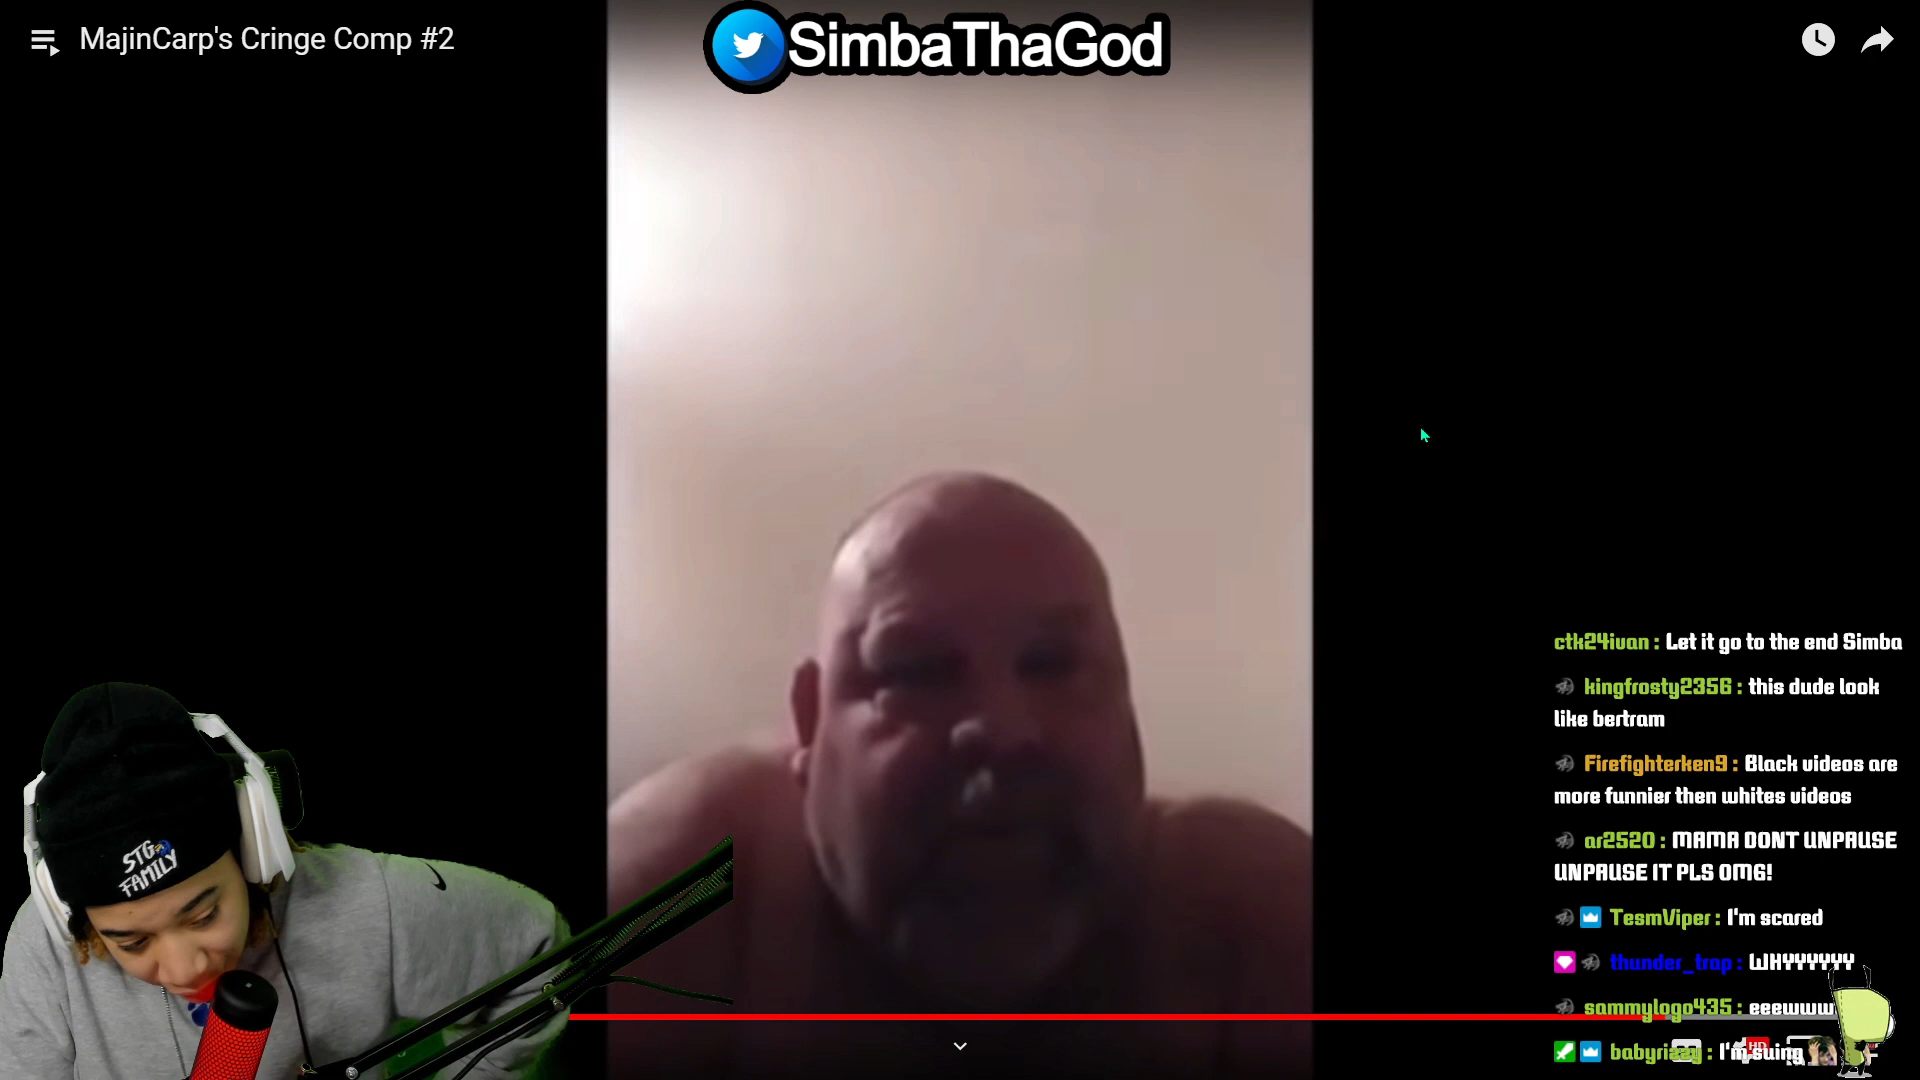 MajinCarp's Cringe Comp #2
SimbaThaGod
STG
FAMILY
ctk24ivan : Let it go to the end Simba
kingfrosty2356 : this dude look
like bertram
Firefighterken9 : Black videos are
more funnier then whites videos
ar2520 : MAMA DONT UNPAUSE
UNPAUSE IT PLS OMG!
TesmViper : I'm scared
thunder_trap : WHYYYYYY
sammylogo435 : eeewww
I'm suing
HD